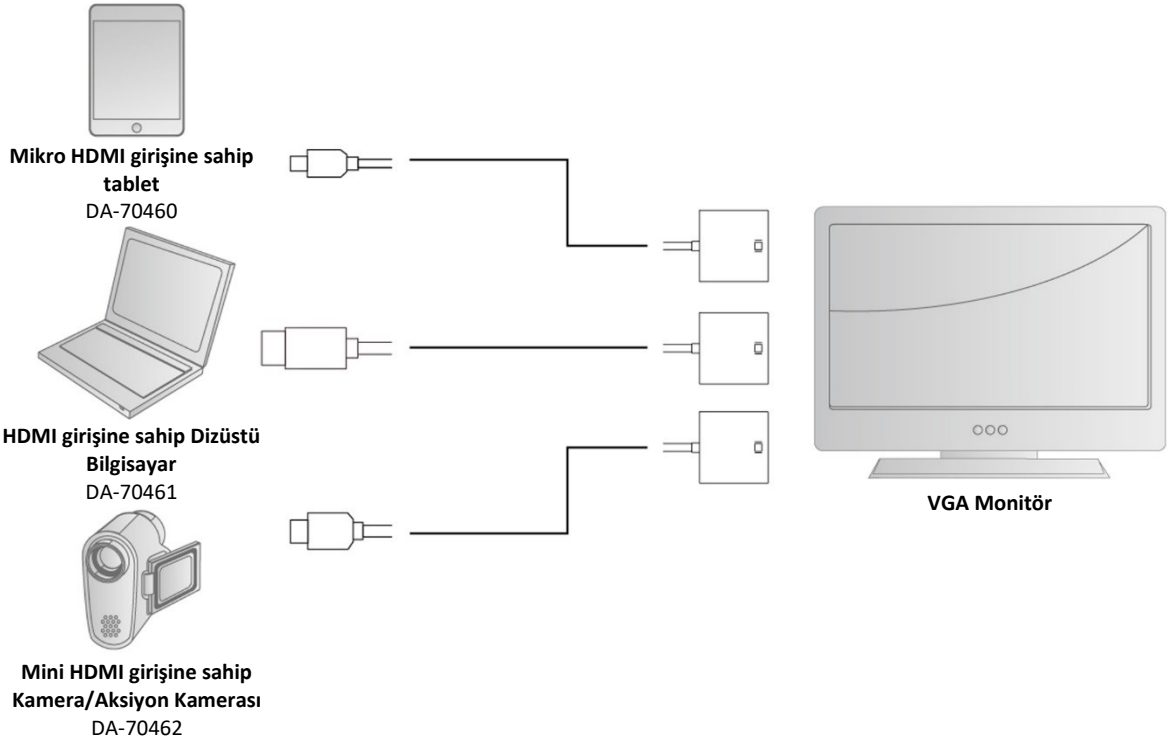 Mikro HDMI girişine sahip
tablet
DA-70460
HDMI girişine sahip Dizüstü
Bilgisayar
DA-70461
Mini HDMI girişine sahip
Kamera/Aksiyon Kamerası
DA-70462
VGA Monitör